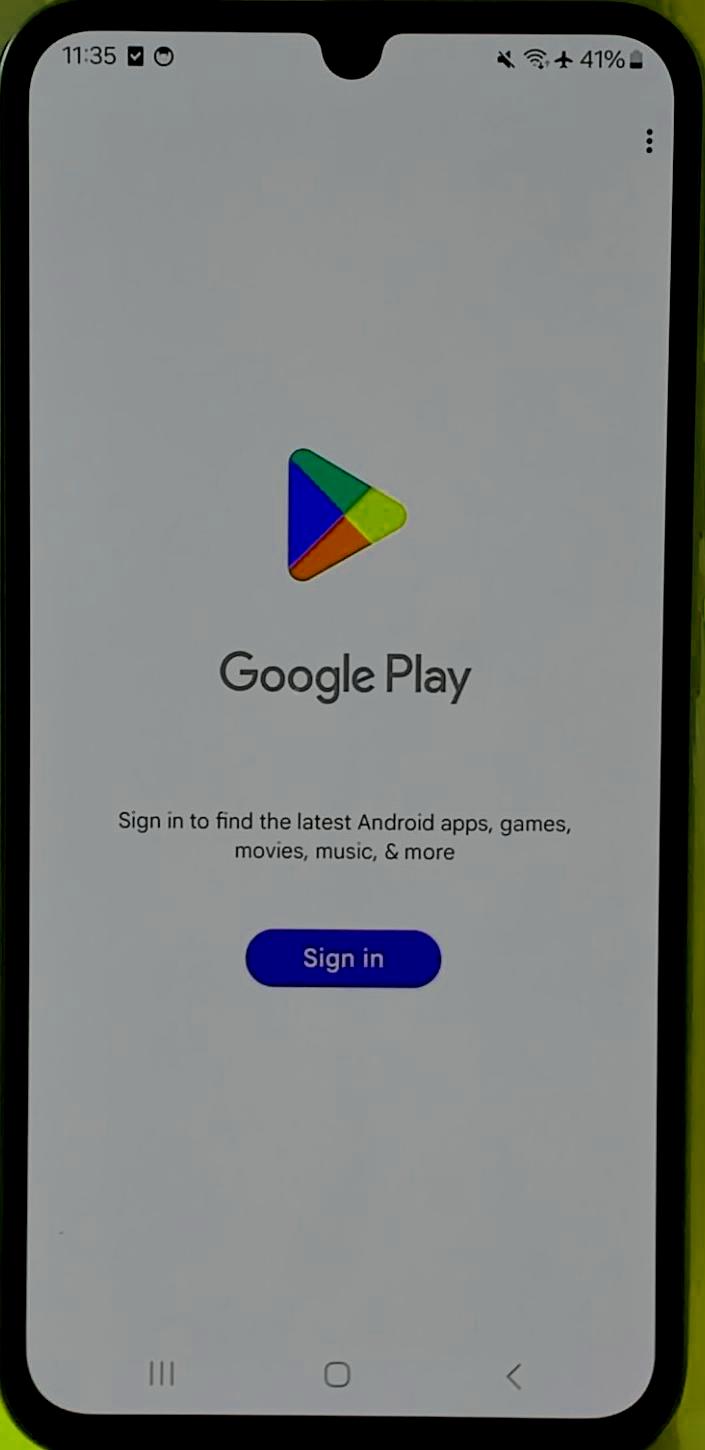 11:35 41%
Google Play
Sign in to find the latest Android apps, games,
movies, music, & more
Sign in